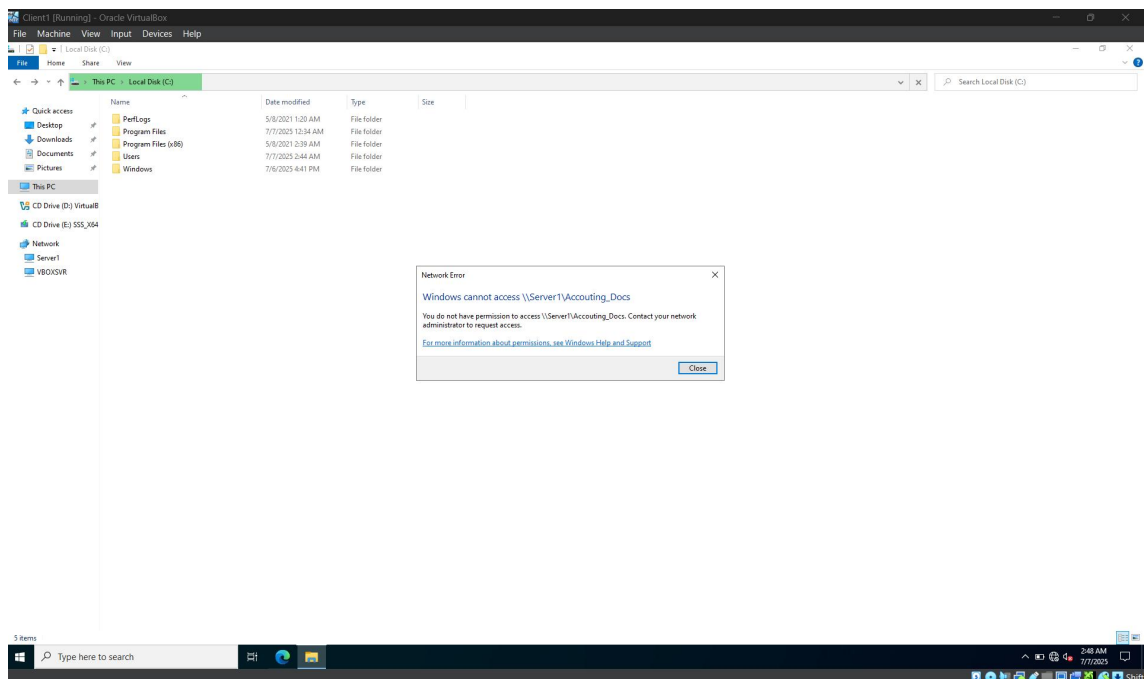 Client1 [Running] - Oracle VirtualBox
File Machine View Input Devices Help
Local Disk (C:)
File Home Share View
This PC Local Disk (C:)
Search Local Disk (C:)
Name Date modified Type Size
Quick access
Desktop
Downloads
Documents
Pictures
This PC
CD Drive (D:) VirtualB
CD Drive (E:) SSS_X64
Network
Server1
VBOXSVR
PerfLogs 5/8/2021 1:20 AM File folder
Program Files 7/7/2025 12:34 AM File folder
Program Files (x86) 5/8/2021 2:39 AM File folder
Users 7/7/2025 2:44 AM File folder
Windows 7/6/2025 4:41 PM File folder
Network Error
Windows cannot access \\Server1\Accouting_Docs
You do not have permission to access \\Server1\Accouting_Docs. Contact your network
administrator to request access.
For more information about permissions, see Windows Help and Support
Close
5 items
Type here to search
2:48 AM
7/7/2025
Shift